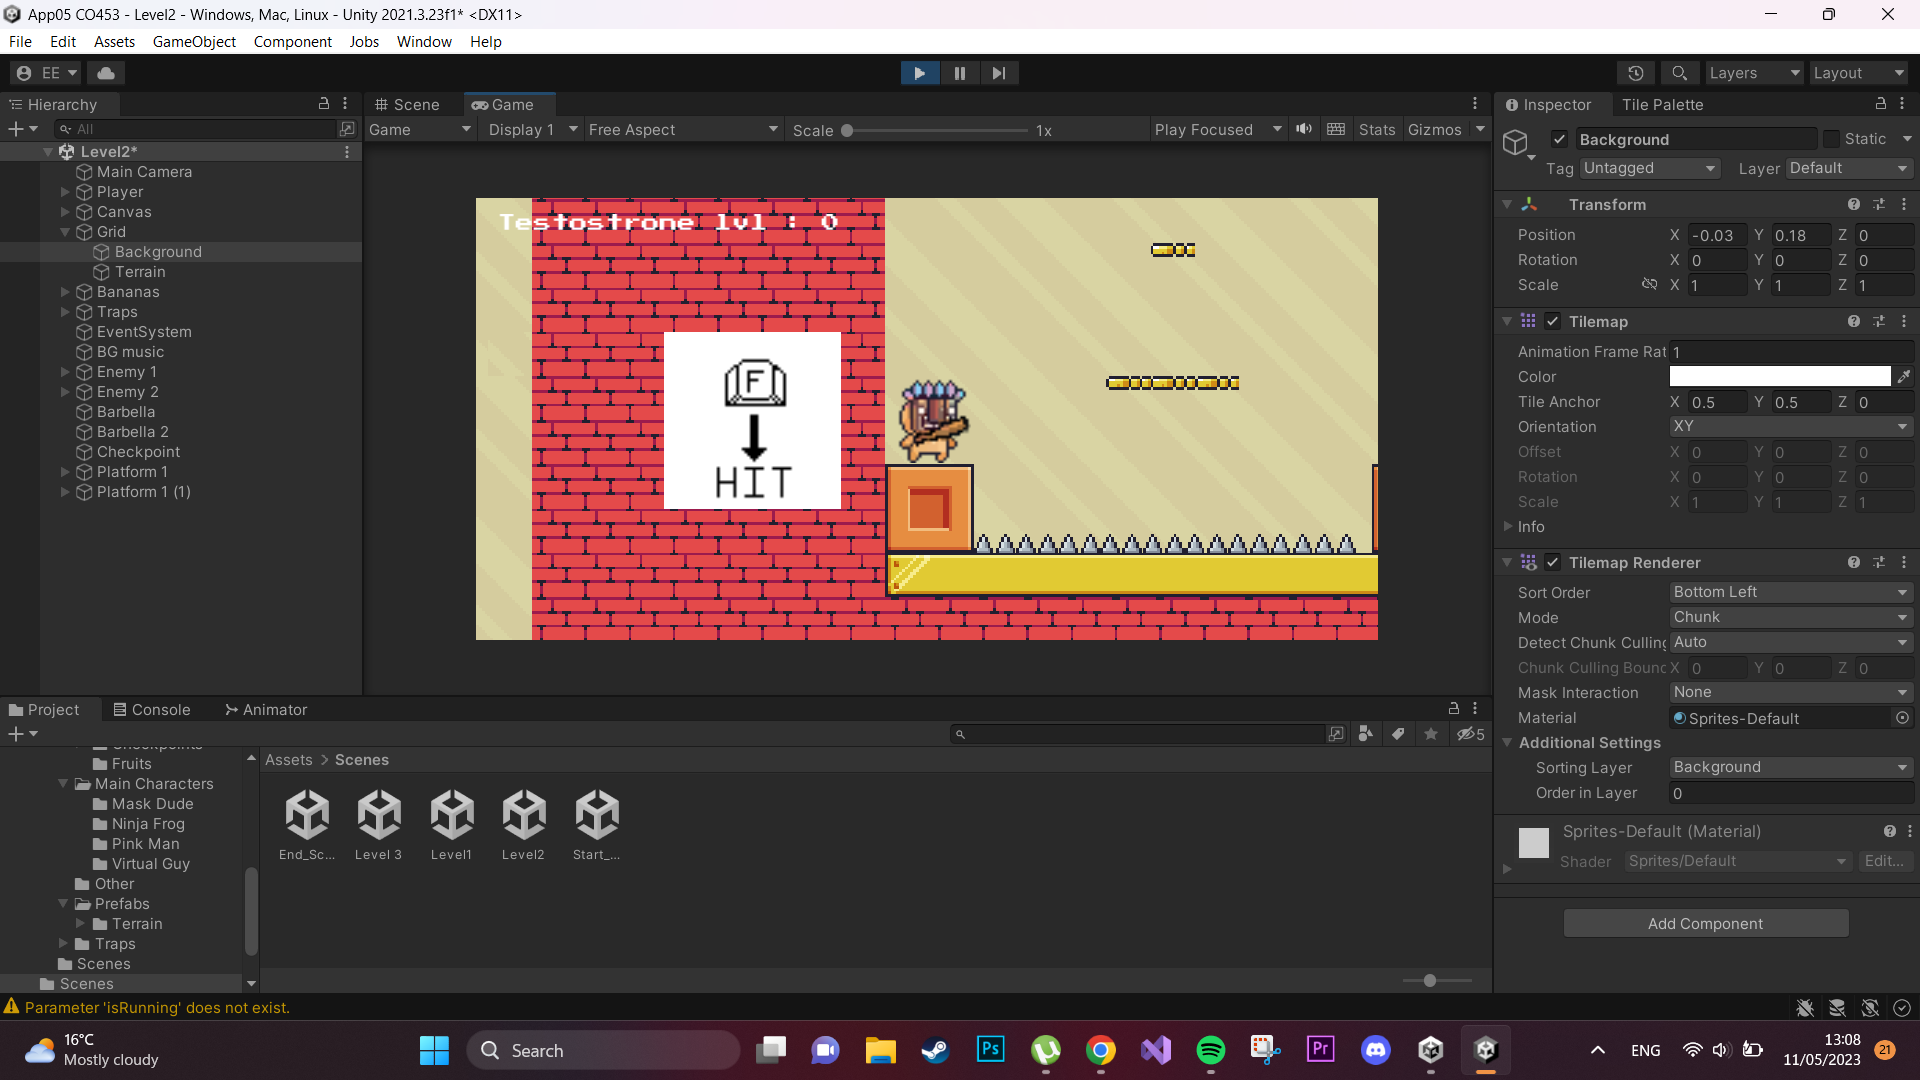 App05 CO453 - Level2 - Windows, Mac, Linux - Unity 2021.3.23f1* <DX11>
File Edit Assets GameObject Component Jobs Window Help
EE
Layers
Layout
Hierarchy
All
Level2*
Main Camera
Player
Canvas
Grid
Background
Terrain
Bananas
Traps
EventSystem
BG music
Enemy 1
Enemy 2
Barbella
Barbella 2
Checkpoint
Platform 1
Platform 1 (1)
Scene
Game
Game
Display 1
Free Aspect
Scale
1x
Play Focused
Stats
Gizmos
Testostrone lvl : 0
F
HIT
Inspector
Tile Palette
Background
Static
Tag Untagged
Layer Default
Transform
Position X -0.03 Y 0.18 Z 0
Rotation X 0 Y 0 Z 0
Scale X 1 Y 1 Z 1
Tilemap
Animation Frame Rat 1
Color
Tile Anchor X 0.5 Y 0.5 Z 0
Orientation XY
Offset X 0 Y 0 Z 0
Rotation X 0 Y 0 Z 0
Scale X 1 Y 1 Z 1
Info
Tilemap Renderer
Sort Order Bottom Left
Mode Chunk
Detect Chunk Culling Auto
Chunk Culling Bounc X 0 Y 0 Z 0
Mask Interaction None
Material Sprites-Default
Additional Settings
Sorting Layer Background
Order in Layer 0
Sprites-Default (Material)
Shader Sprites/Default Edit...
Add Component
Project
Console
Animator
5
Checkpoints
Fruits
Main Characters
Mask Dude
Ninja Frog
Pink Man
Virtual Guy
Other
Prefabs
Terrain
Traps
Scenes
Scenes
Assets > Scenes
End_Sc...
Level 3
Level1
Level2
Start_...
Parameter 'isRunning' does not exist.
16°C
Mostly cloudy
Search
Ps
Pr
ENG
13:08
11/05/2023
21